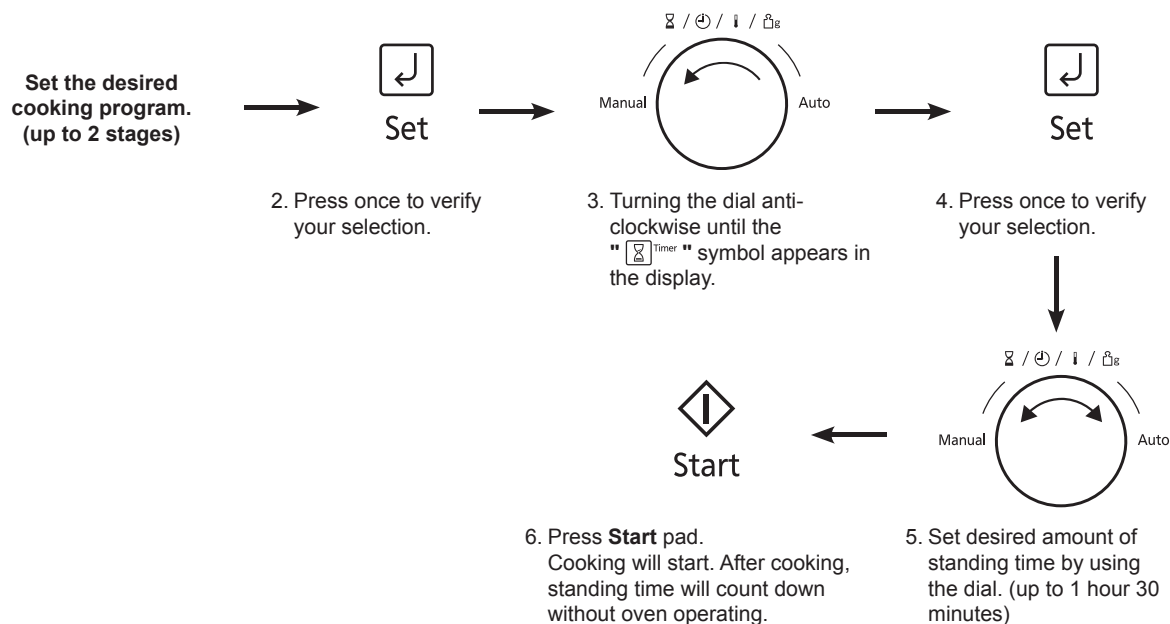 Set the desired
cooking program.
(up to 2 stages)
Set
2. Press once to verify
your selection.
Manual
Auto
3. Turning the dial anti-
clockwise until the
" Timer " symbol appears in
the display.
Set
4. Press once to verify
your selection.
Manual
Auto
5. Set desired amount of
standing time by using
the dial. (up to 1 hour 30
minutes)
Start
6. Press Start pad.
Cooking will start. After cooking,
standing time will count down
without oven operating.